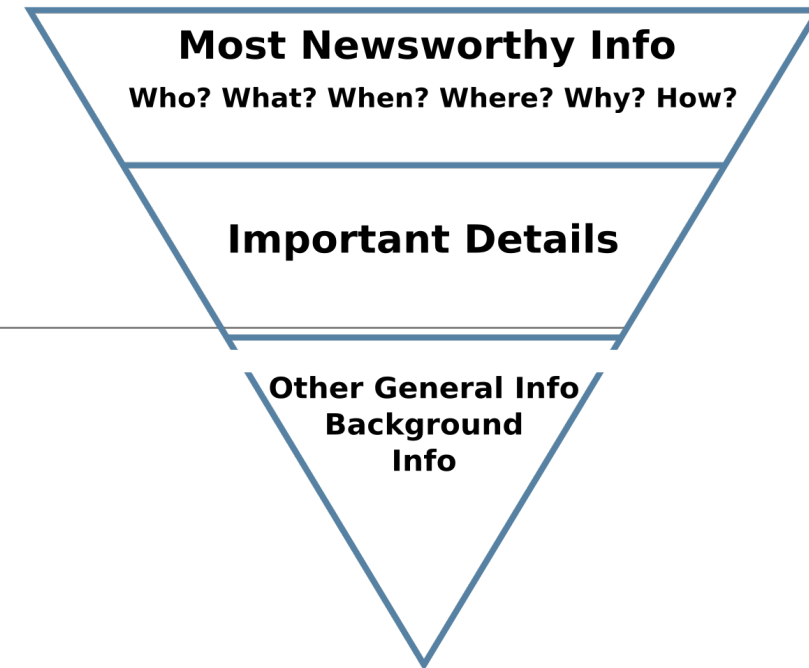 Most Newsworthy Info
Who? What? When? Where? Why? How?
Important Details
Other General Info
Background
Info